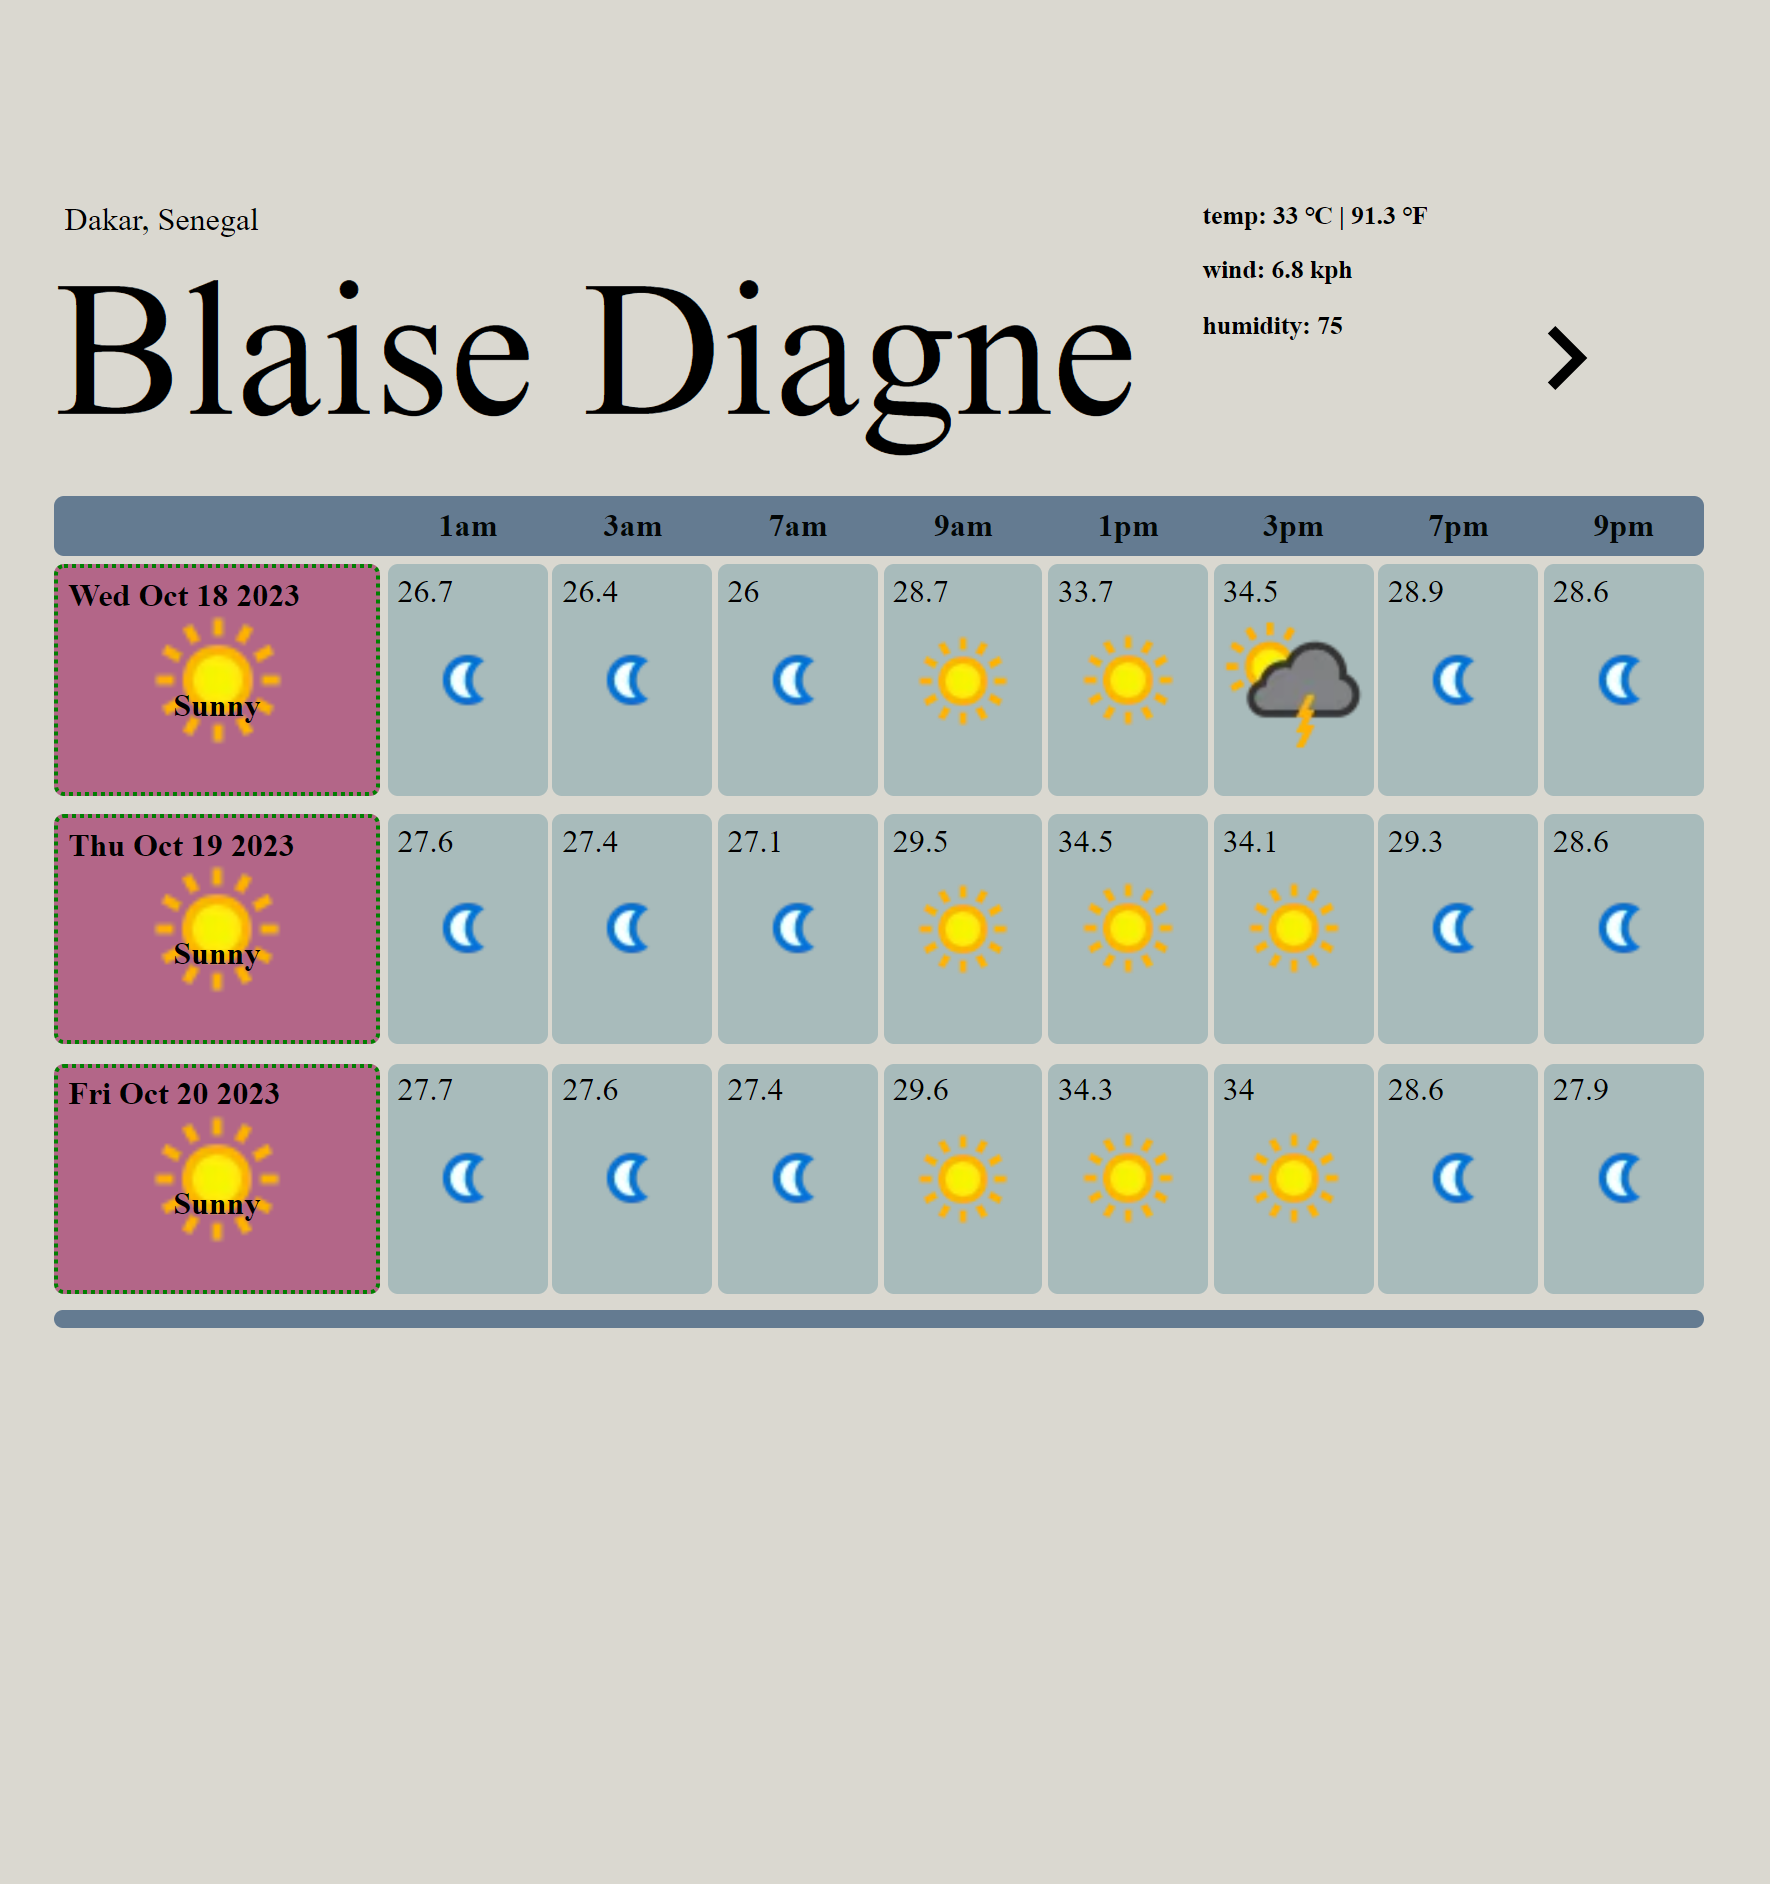 Dakar, Senegal
Blaise Diagne
temp: 33 °C | 91.3 °F
wind: 6.8 kph
humidity: 75
1am 3am 7am 9am 1pm 3pm 7pm 9pm
Wed Oct 18 2023 26.7 26.4 26 28.7 33.7 34.5 28.9 28.6
Sunny
Thu Oct 19 2023 27.6 27.4 27.1 29.5 34.5 34.1 29.3 28.6
Sunny
Fri Oct 20 2023 27.7 27.6 27.4 29.6 34.3 34 28.6 27.9
Sunny